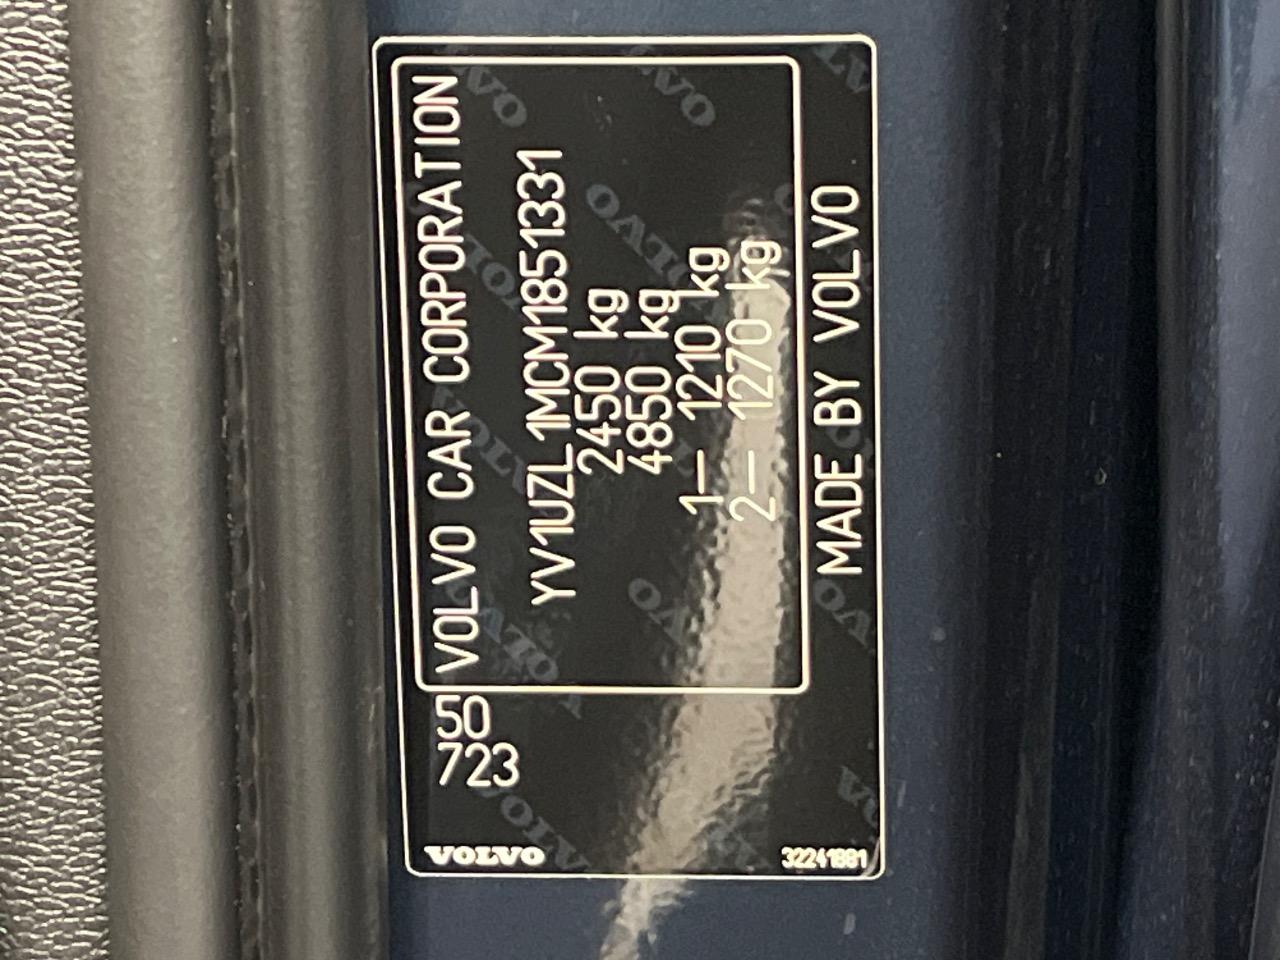 VOLVO CAR CORPORATION
YV1UZL1MCM1851331
2450 kg
4850 kg
1- 1210 kg
2- 1270 kg
MADE BY VOLVO
50
723
VOLVO
32241881